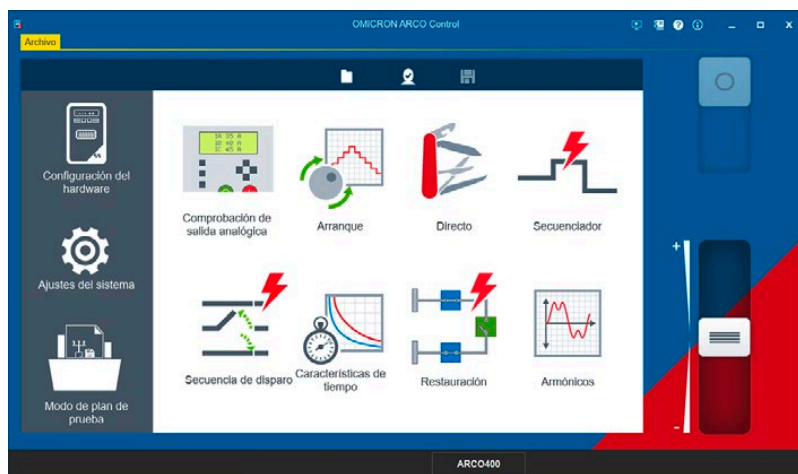 OMICRON ARCO Control
Archivo
Configuración del
hardware
Ajustes del sistema
Modo de plan de
prueba
Comprobación de
salida analógica
Arranque
Directo
Secuenciador
Secuencia de disparo
Características de
tiempo
Restauración
Armónicos
+
-
ARCO400